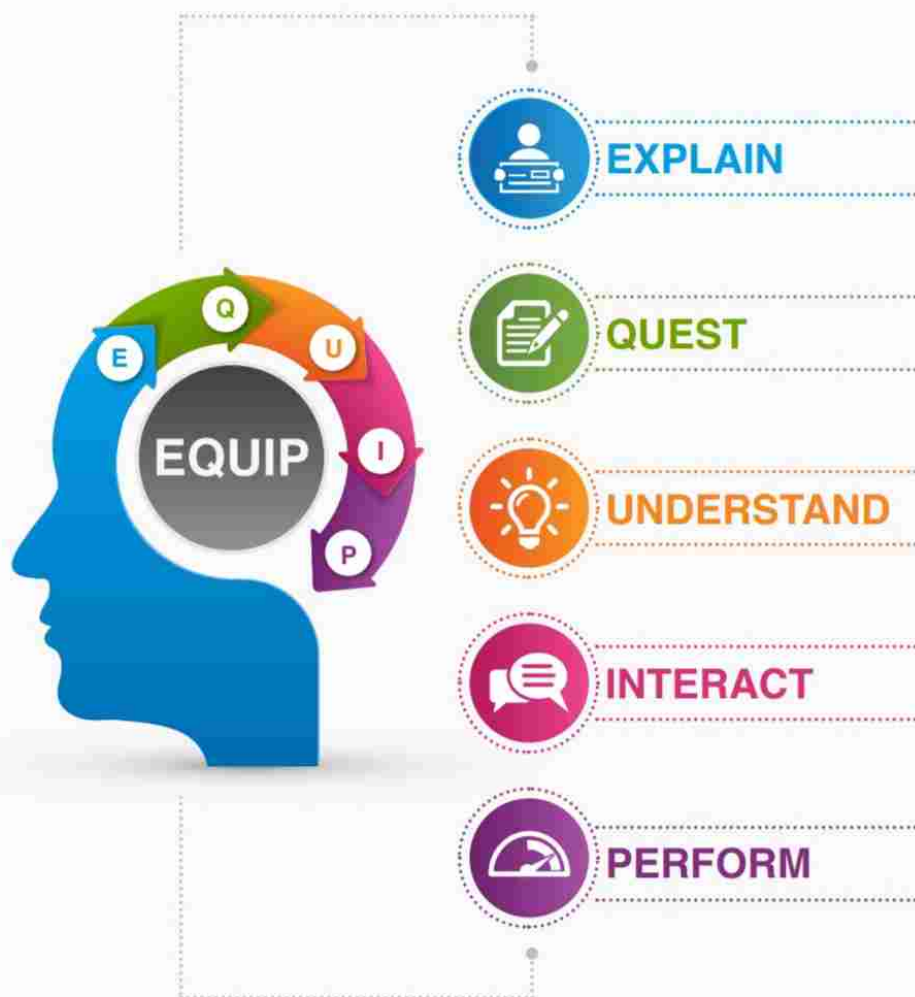 EXPLAIN
QUEST
UNDERSTAND
INTERACT
PERFORM
E
Q
U
I
P
EQUIP